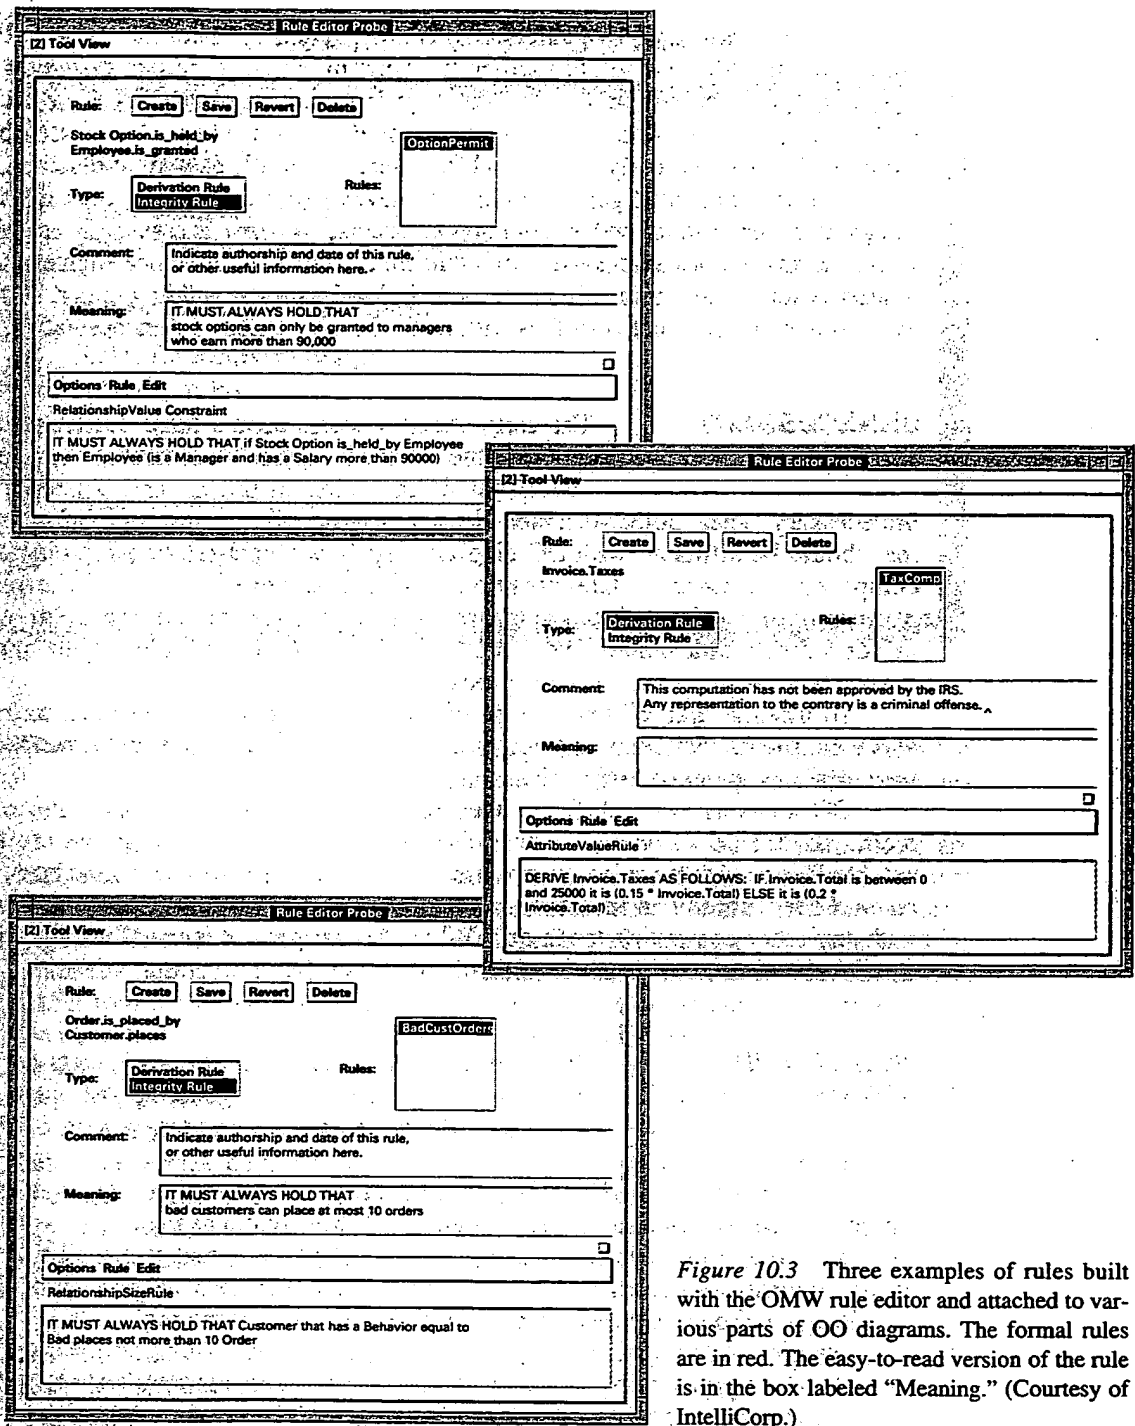 Rule Editor Probe
[2] Tool View
Rule: Create Save Revert Delete
Stock Option.is_held_by
Employee.is_granted
OptionPermit
Type: Derivation Rule
Integrity Rule
Rules:
Comment: Indicate authorship and date of this rule,
or other useful information here.
Meaning: IT MUST ALWAYS HOLD THAT
stock options can only be granted to managers
who earn more than 90,000
Options Rule Edit
RelationshipValue Constraint
IT MUST ALWAYS HOLD THAT if Stock Option is_held_by Employee
then Employee (is a Manager and has a Salary more than 90000)
Rule Editor Probe
[2] Tool View
Rule: Create Save Revert Delete
Invoice.Taxes
TaxComp
Type: Derivation Rule
Integrity Rule
Rules:
Comment: This computation has not been approved by the IRS.
Any representation to the contrary is a criminal offense.
Meaning:
Options Rule Edit
AttributeValueRule
DERIVE Invoice.Taxes AS FOLLOWS: IF Invoice.Total is between 0
and 25000 it is (0.15 * Invoice.Total) ELSE it is (0.2 *
Invoice.Total)
Rule Editor Probe
[2] Tool View
Rule: Create Save Revert Delete
Order.is_placed_by
Customer.places
BadCustOrders
Type: Derivation Rule
Integrity Rule
Rules:
Comment: Indicate authorship and date of this rule,
or other useful information here.
Meaning: IT MUST ALWAYS HOLD THAT
bad customers can place at most 10 orders
Options Rule Edit
RelationshipSizeRule
IT MUST ALWAYS HOLD THAT Customer that has a Behavior equal to
Bad places not more than 10 Order
Figure 10.3 Three examples of rules built
with the OMW rule editor and attached to var-
ious parts of OO diagrams. The formal rules
are in red. The easy-to-read version of the rule
is in the box labeled “Meaning.” (Courtesy of
IntelliCorp.)